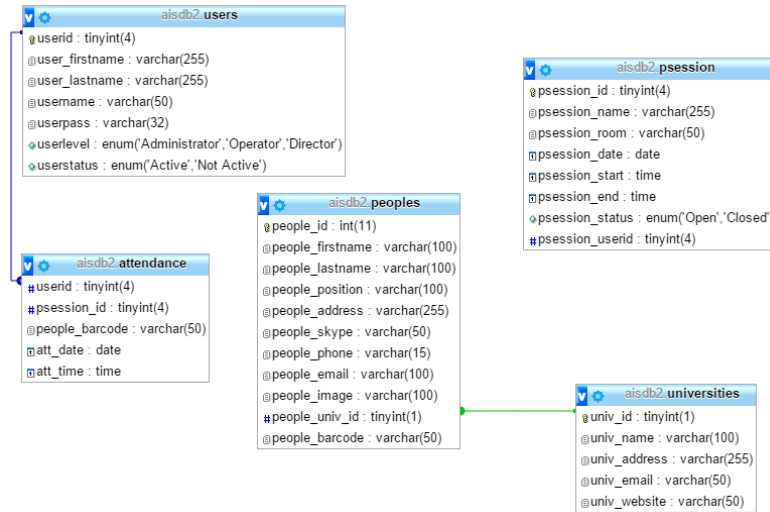 aisdb2.users
userid : tinyint(4)
user_firstname : varchar(255)
user_lastname : varchar(255)
username : varchar(50)
userpass : varchar(32)
userlevel : enum('Administrator','Operator','Director')
userstatus : enum('Active','Not Active')
aisdb2.psession
psession_id : tinyint(4)
psession_name : varchar(255)
psession_room : varchar(50)
psession_date : date
psession_start : time
psession_end : time
psession_status : enum('Open','Closed'
psession_userid : tinyint(4)
aisdb2.peoples
people_id : int(11)
people_firstname : varchar(100)
people_lastname : varchar(100)
people_position : varchar(100)
people_address : varchar(255)
people_skype : varchar(50)
people_phone : varchar(15)
people_email : varchar(100)
people_image : varchar(100)
#people_univ_id : tinyint(1)
people_barcode : varchar(50)
aisdb2.attendance
#userid : tinyint(4)
#psession_id : tinyint(4)
people_barcode : varchar(50)
att_date : date
att_time : time
aisdb2.universities
univ_id : tinyint(1)
univ_name : varchar(100)
univ_address : varchar(255)
univ_email : varchar(50)
univ_website : varchar(50)